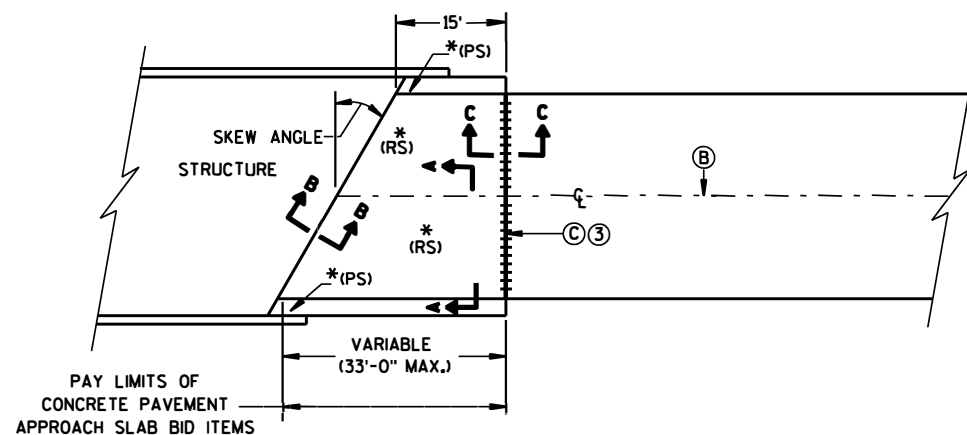 15'
*(PS)
C C
SKEW ANGLE
*
(RS)
STRUCTURE
A
B
B
B
℄
*
(RS)
C 3
*(PS)
A
VARIABLE
(33'-0" MAX.)
PAY LIMITS OF
CONCRETE PAVEMENT
APPROACH SLAB BID ITEMS